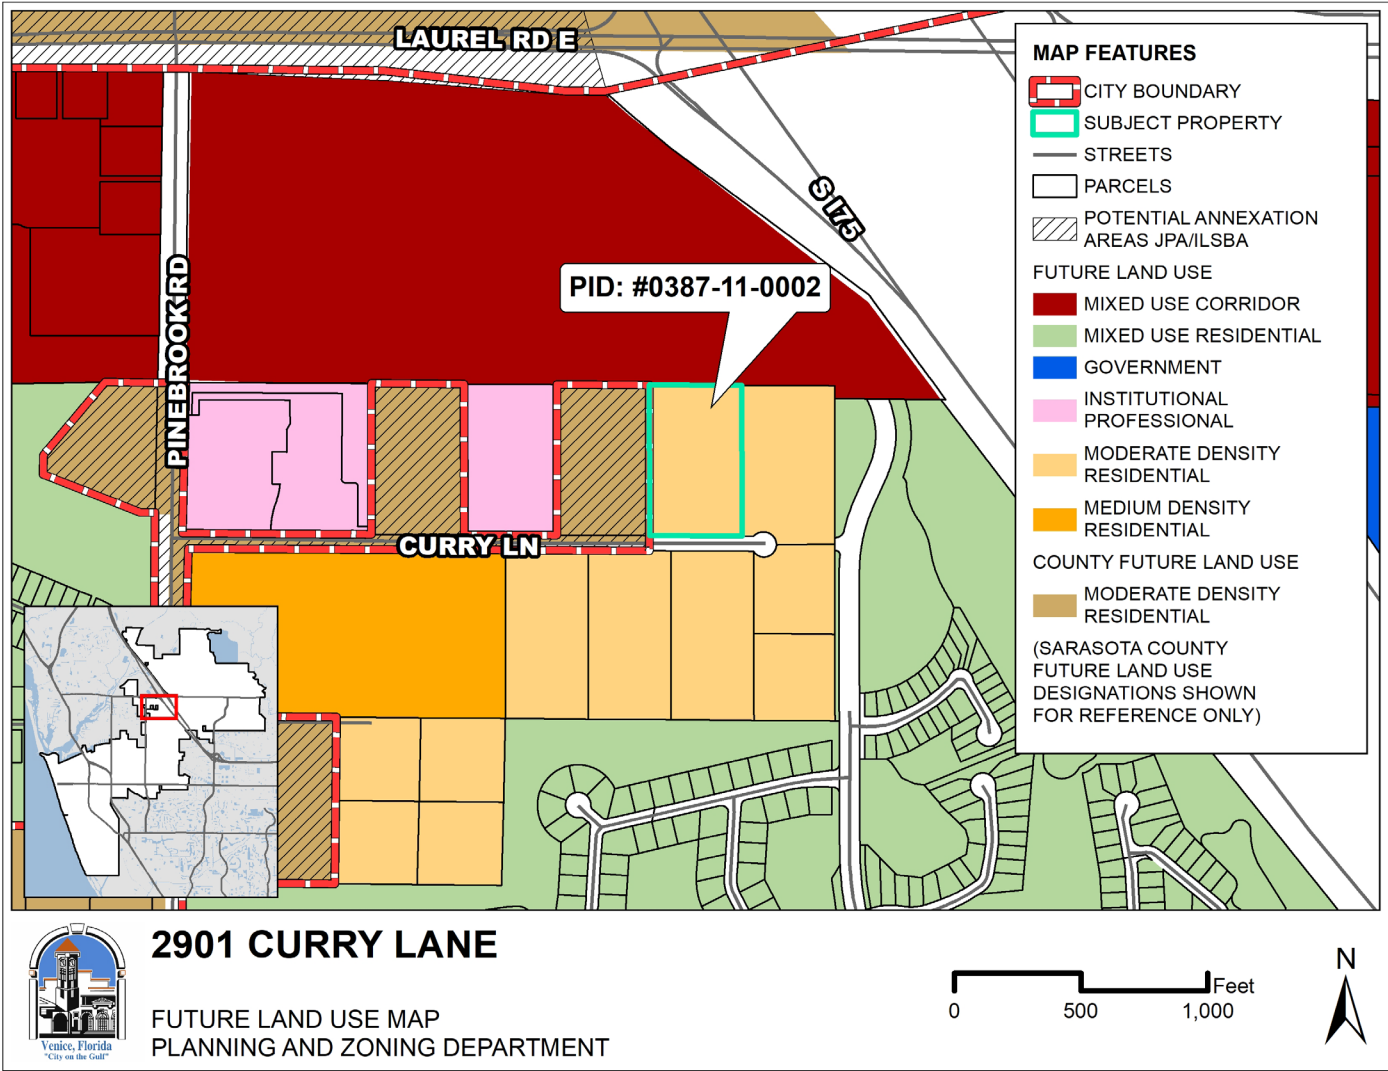 LAUREL RD E
S I75
PINEBROOK RD
PID: #0387-11-0002
CURRY LN
MAP FEATURES
CITY BOUNDARY
SUBJECT PROPERTY
STREETS
PARCELS
POTENTIAL ANNEXATION
AREAS JPA/ILSBA
FUTURE LAND USE
MIXED USE CORRIDOR
MIXED USE RESIDENTIAL
GOVERNMENT
INSTITUTIONAL
PROFESSIONAL
MODERATE DENSITY
RESIDENTIAL
MEDIUM DENSITY
RESIDENTIAL
COUNTY FUTURE LAND USE
MODERATE DENSITY
RESIDENTIAL
(SARASOTA COUNTY
FUTURE LAND USE
DESIGNATIONS SHOWN
FOR REFERENCE ONLY)
2901 CURRY LANE
FUTURE LAND USE MAP
PLANNING AND ZONING DEPARTMENT
Venice, Florida
"City on the Gulf"
Feet
0 500 1,000
N